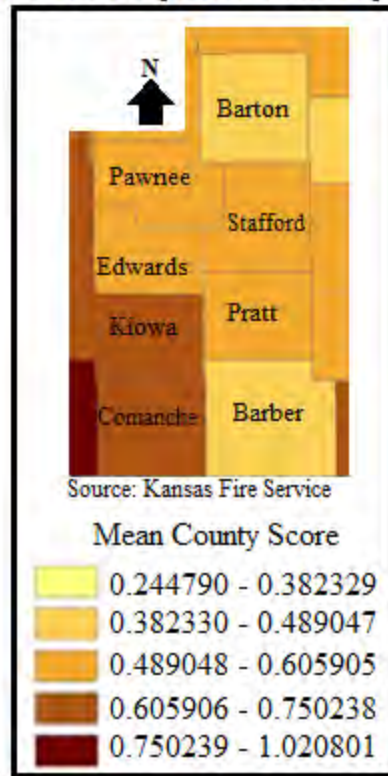 N
Barton
Pawnee
Stafford
Edwards
Kiowa
Pratt
Comanche
Barber
Source: Kansas Fire Service
Mean County Score
0.244790 - 0.382329
0.382330 - 0.489047
0.489048 - 0.605905
0.605906 - 0.750238
0.750239 - 1.020801